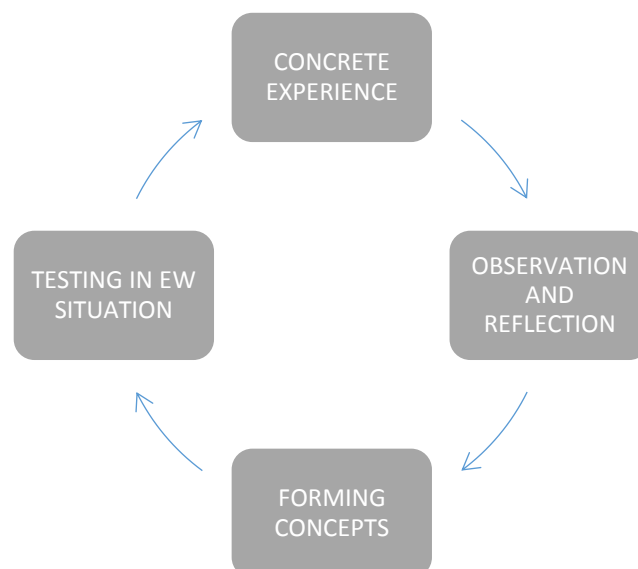 CONCRETE
EXPERIENCE
OBSERVATION
AND
REFLECTION
FORMING
CONCEPTS
TESTING IN EW
SITUATION